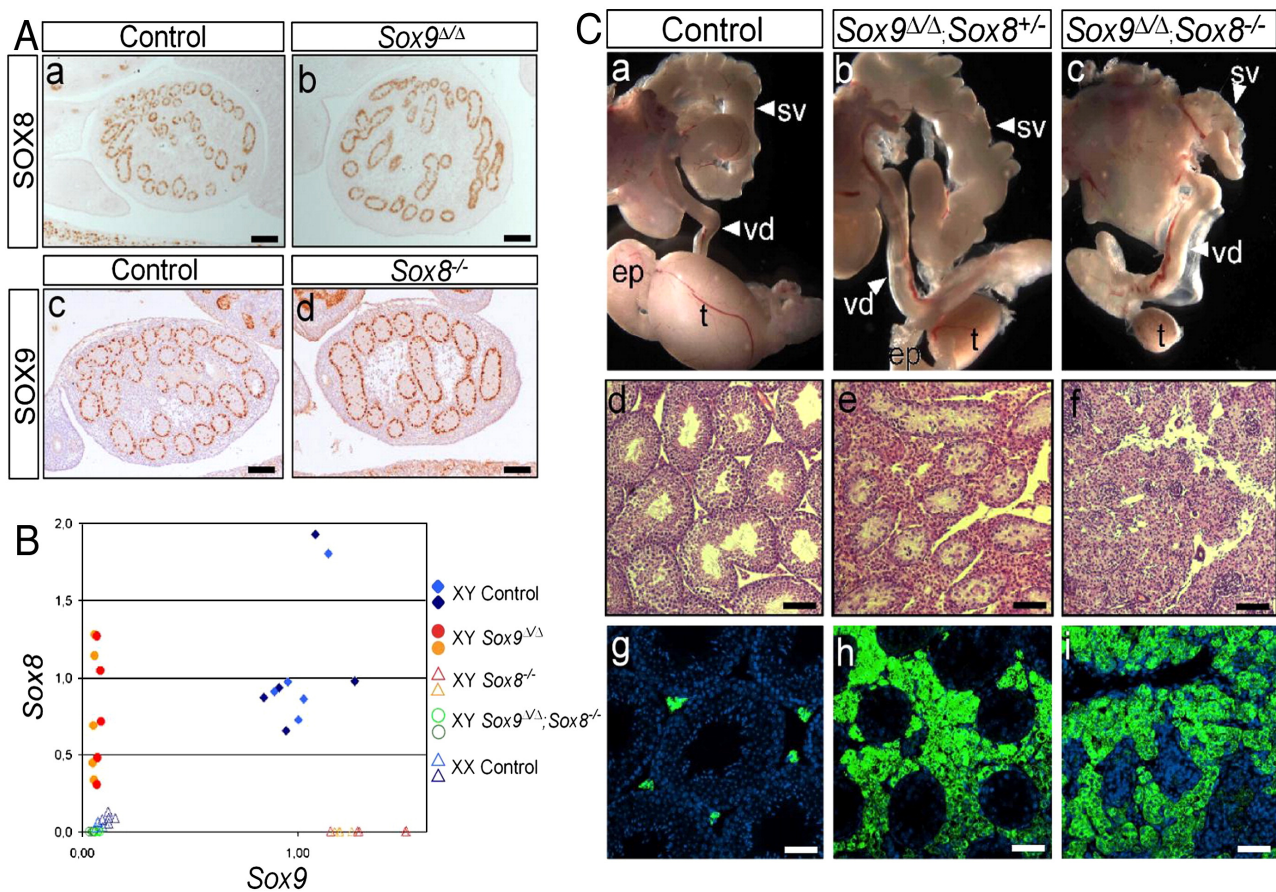 A
Control
Sox9Δ/Δ
SOX8
a
b
Control
Sox8-/-
SOX9
c
d
B
Sox8
2,0
1,5
1,0
0,5
0,0
0,00
1,00
Sox9
XY Control
XY Sox9Δ/Δ
XY Sox8-/-
XY Sox9Δ/Δ;Sox8-/-
XX Control
C
Control
Sox9Δ/Δ;Sox8+/-
Sox9Δ/Δ;Sox8-/-
a
sv
vd
ep
t
b
sv
vd
ep
t
c
sv
vd
t
d
e
f
g
h
i